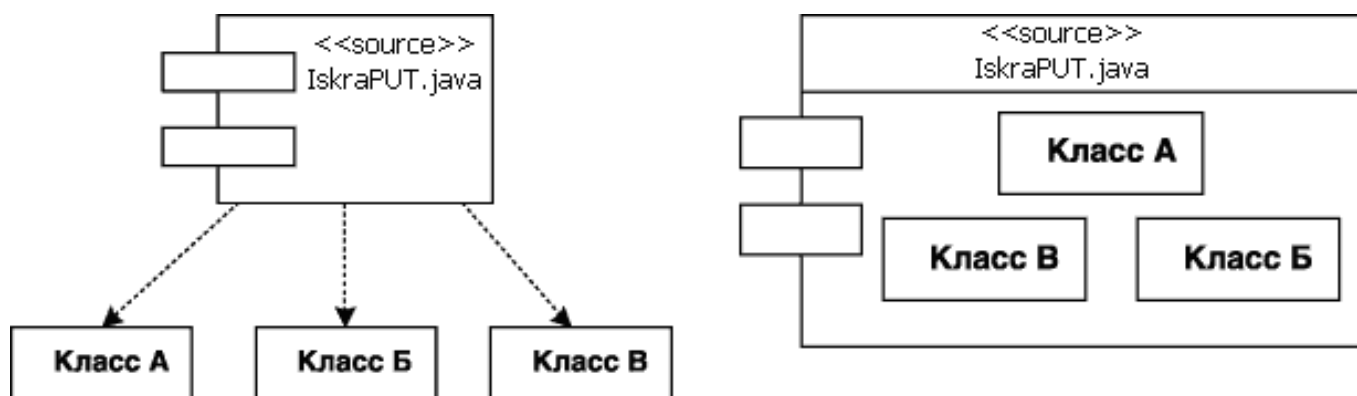 <<source>>
IskraPUT.java
Класс А
Класс Б
Класс В
<<source>>
IskraPUT.java
Класс А
Класс В
Класс Б